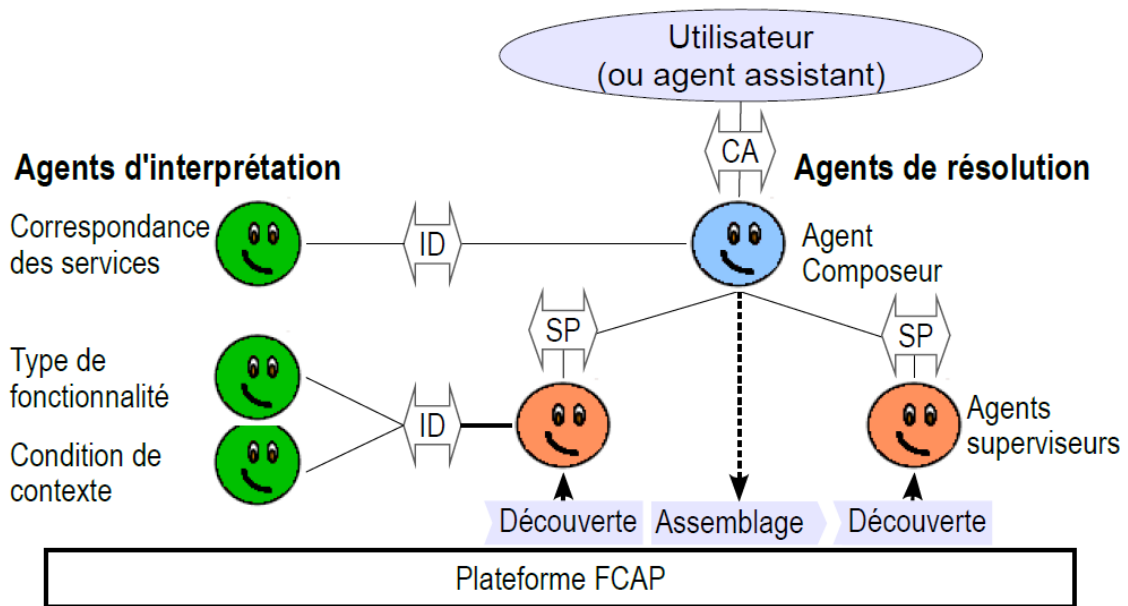 Utilisateur
(ou agent assistant)
CA
Agents d'interprétation
Agents de résolution
Correspondance
des services
ID
Agent
Composeur
SP
SP
Type de
fonctionnalité
ID
Condition de
contexte
Agents
superviseurs
Découverte
Assemblage
Découverte
Plateforme FCAP